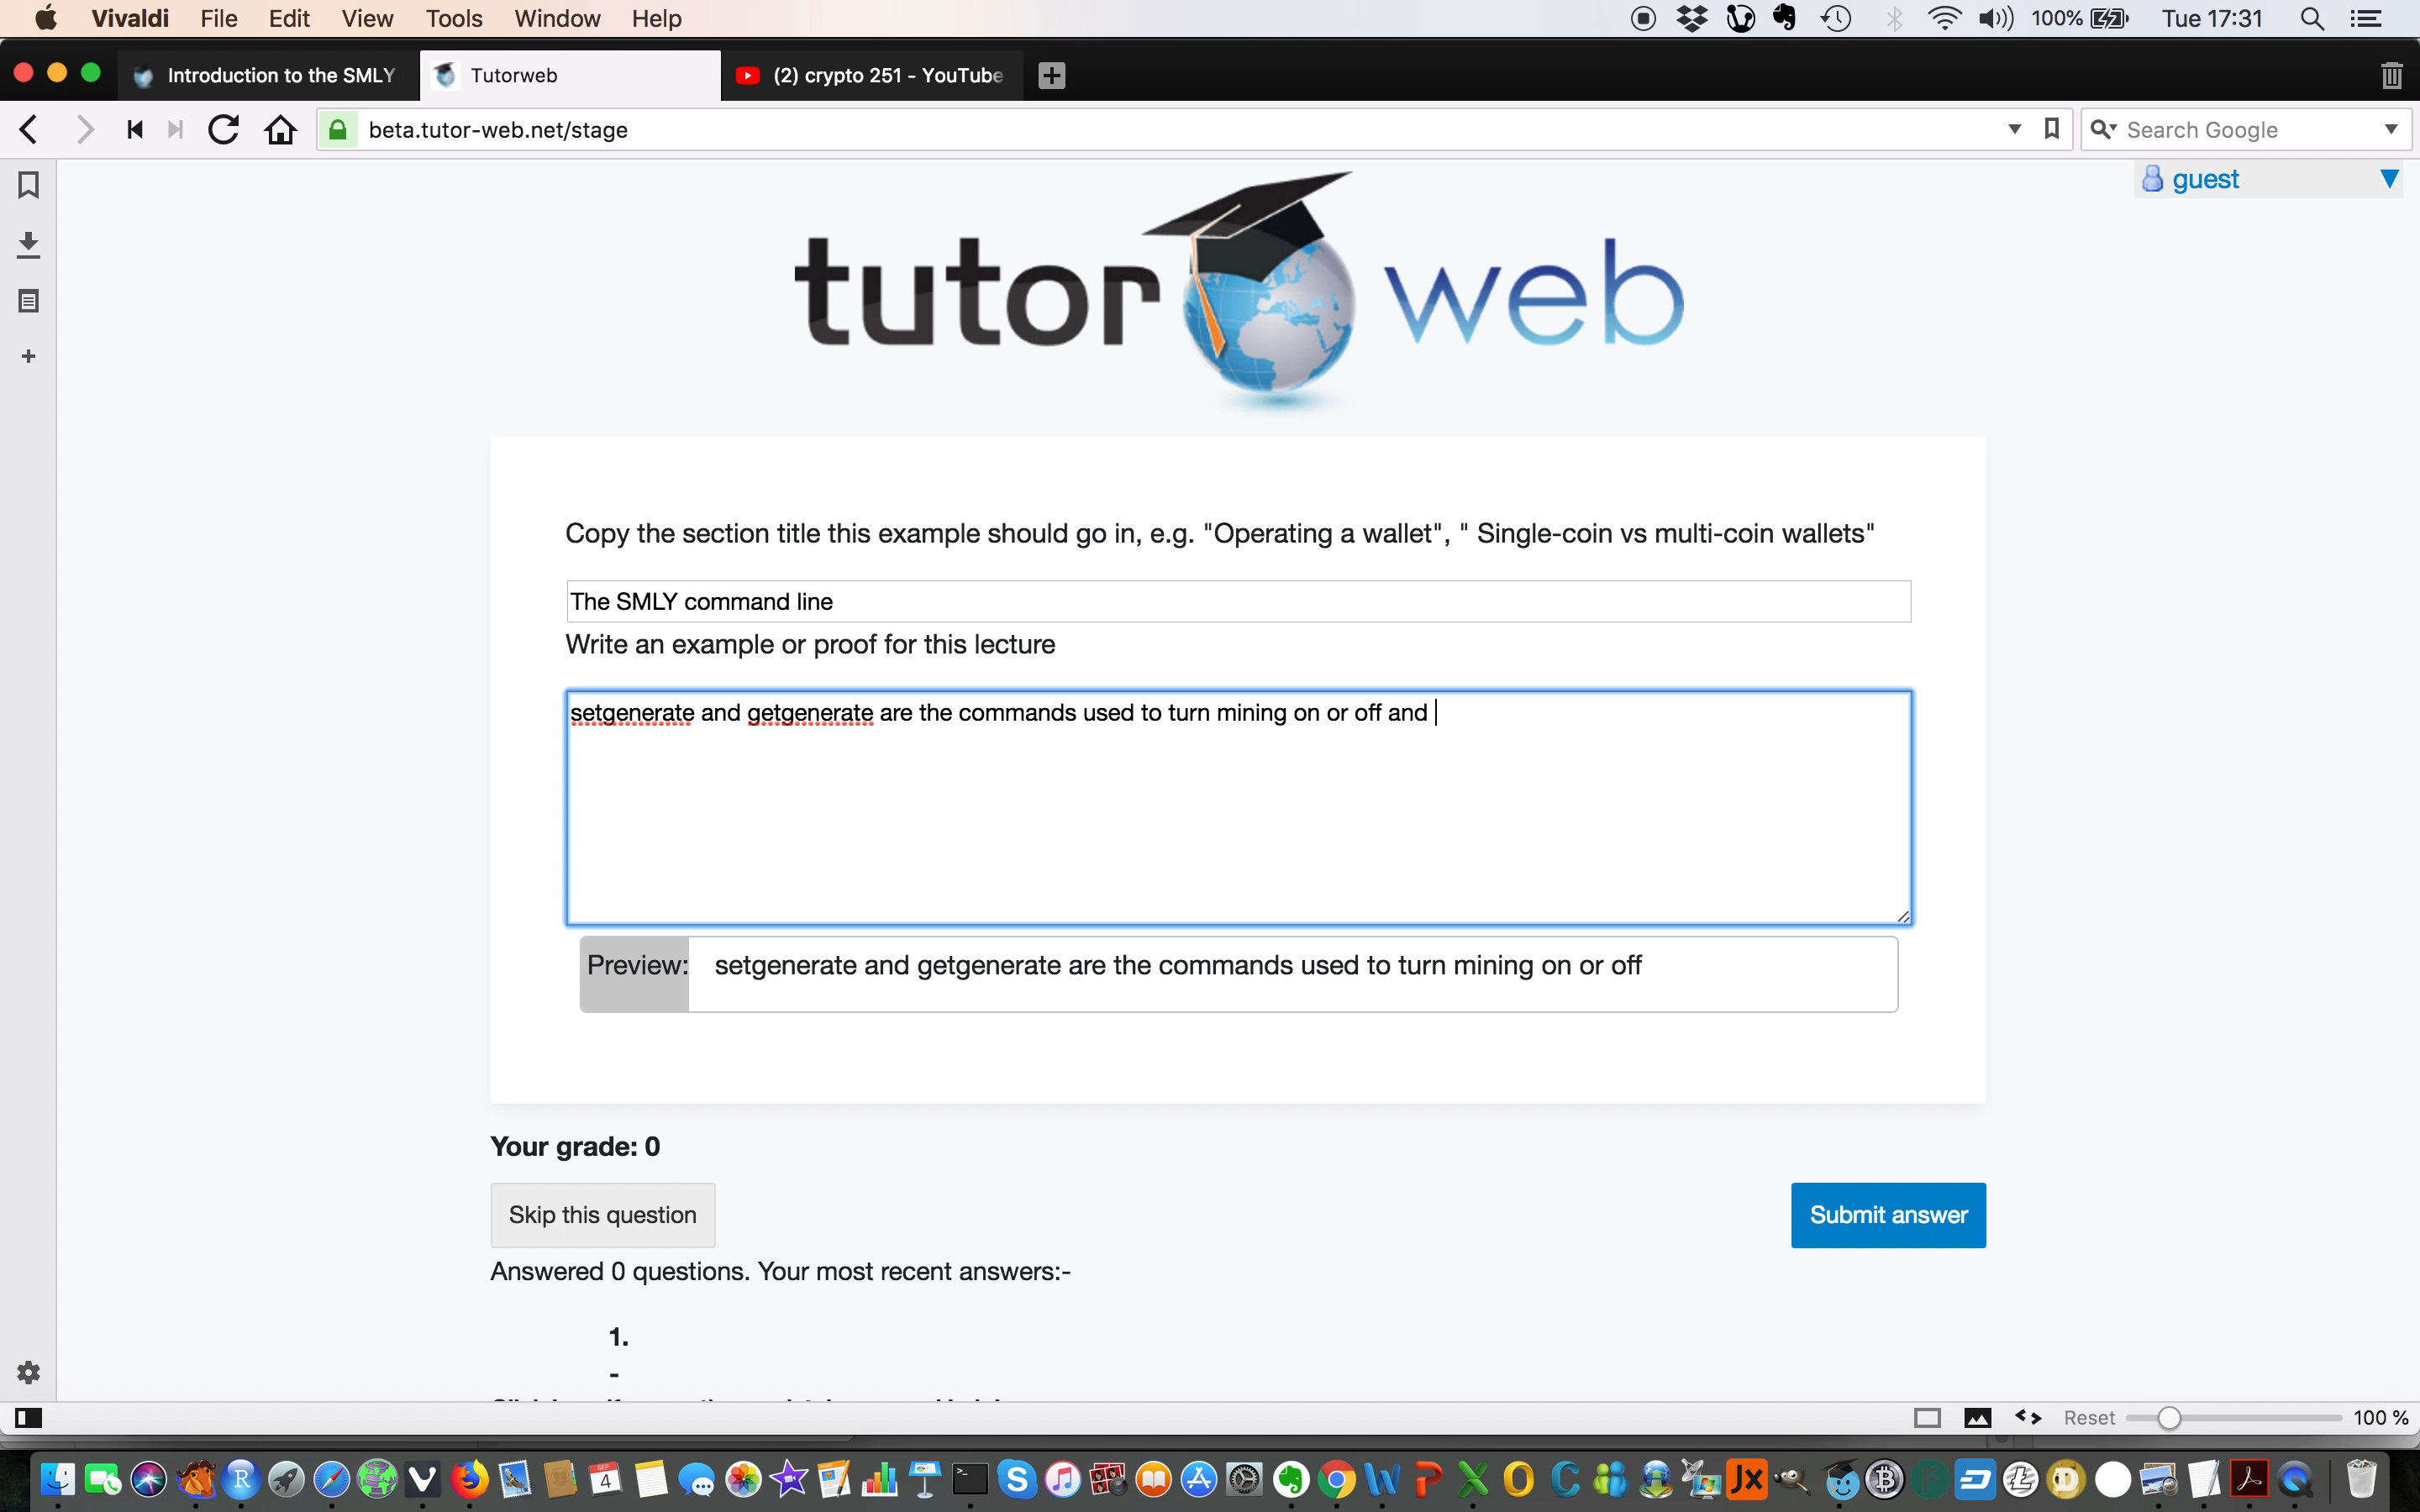 Vivaldi File Edit View Tools Window Help 100% Tue 17:31
Introduction to the SMLY Tutorweb (2) crypto 251 - YouTube
beta.tutor-web.net/stage Search Google
guest
tutor web
Copy the section title this example should go in, e.g. "Operating a wallet", " Single-coin vs multi-coin wallets"
The SMLY command line
Write an example or proof for this lecture
setgenerate and getgenerate are the commands used to turn mining on or off and
Preview: setgenerate and getgenerate are the commands used to turn mining on or off
Your grade: 0
Skip this question Submit answer
Answered 0 questions. Your most recent answers:-
1.
-
Reset 100 %
SEP
4